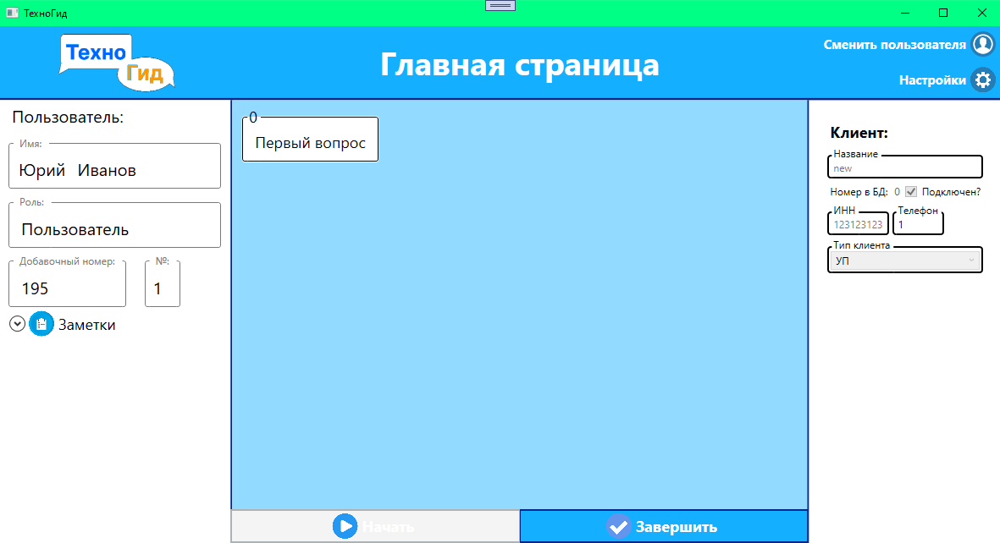 ТехноГид
Техно
Гид
Главная страница
Сменить пользователя
Настройки
Пользователь:
Имя:
Юрий Иванов
Роль:
Пользователь
Добавочный номер:
195
№:
1
Заметки
0
Первый вопрос
Начать
Завершить
Клиент:
Название
new
Номер в БД: 0 Подключен?
ИНН
123123123
Телефон
1
Тип клиента
УП